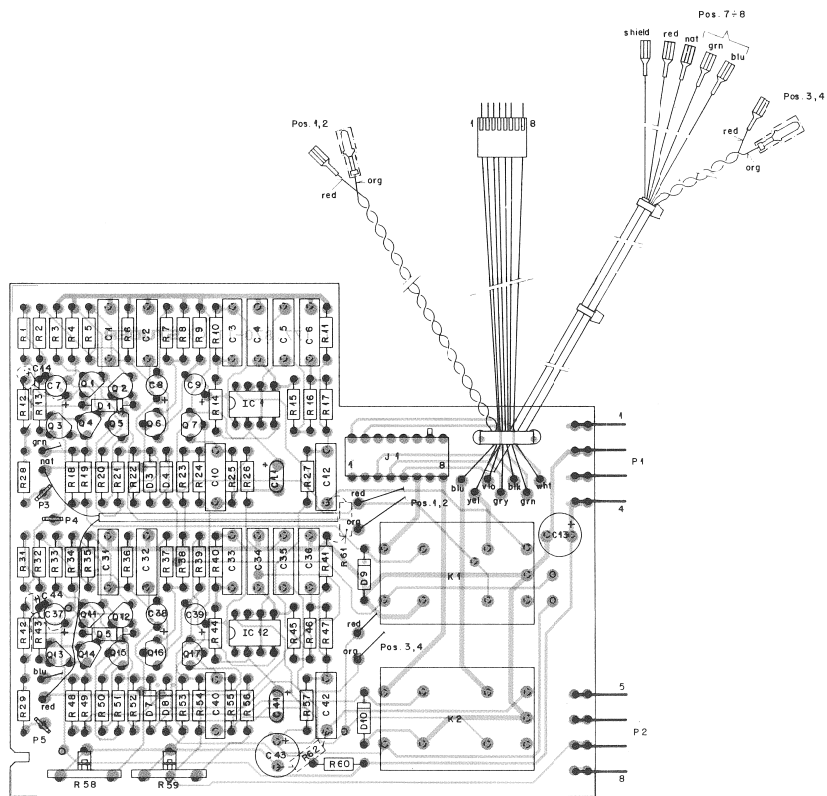 Pos. 7÷8
shield red nat grn blu
Pos. 3,4
red
org
Pos. 1,2
red org
1 8
R1 R2 R3 R4 R5 C1 R6 C2 R7 R8 R9 R10 C3 C4 C5 C6 R11
C14
C7 Q1 Q2 C8 C9
R12 R13 D1 R14 IC 1 R15 R16 R17
Q3 Q4 Q5 Q6 Q7
grn
nat
R28 R18 R19 R20 R21 R22 D3 D4 R23 R24 C10 R25 R26 C11 R27 C12
P3
P4
1 J1 8
blu vio blk wht
yel gry grn
1
P1
4
red
Pos. 1,2
org
R61
C13
R31 R32 R33 R34 R35 C31 R36 C32 R37 R38 R39 R40 C33 C34 C35 C36 R41
D9 K1
C44
C37 Q11 Q12 C38 C39
R42 R43 D5 R44 IC 12 R45 R46 R47
Q13 Q14 Q15 Q16 Q17
red
org
Pos. 3,4
blu
red
R29 R48 R49 R50 R51 R52 D7 D8 R53 R54 C40 R55 R56 C41 R57 C42
D10 K2
5
P2
8
P5
C43 R62
R58 R59 R60